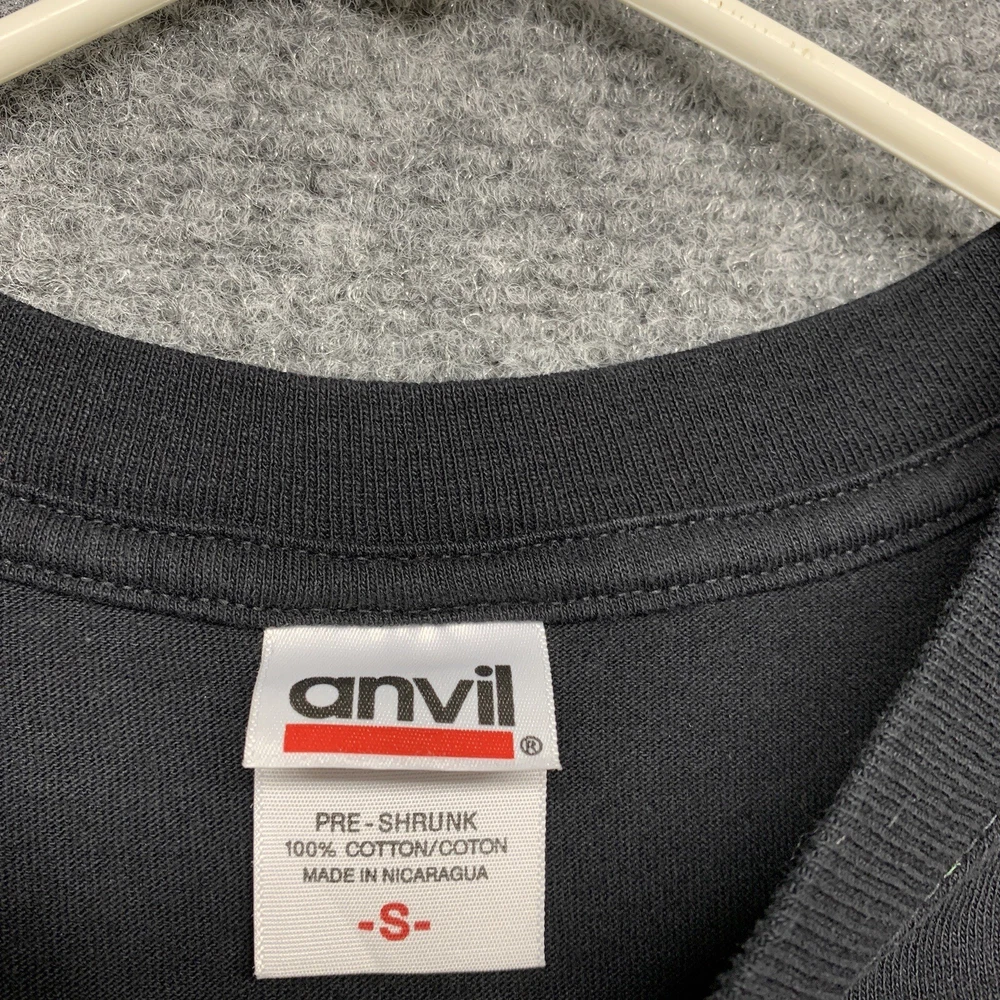 anvil
®
PRE-SHRUNK
100% COTTON/COTON
MADE IN NICARAGUA
-S-